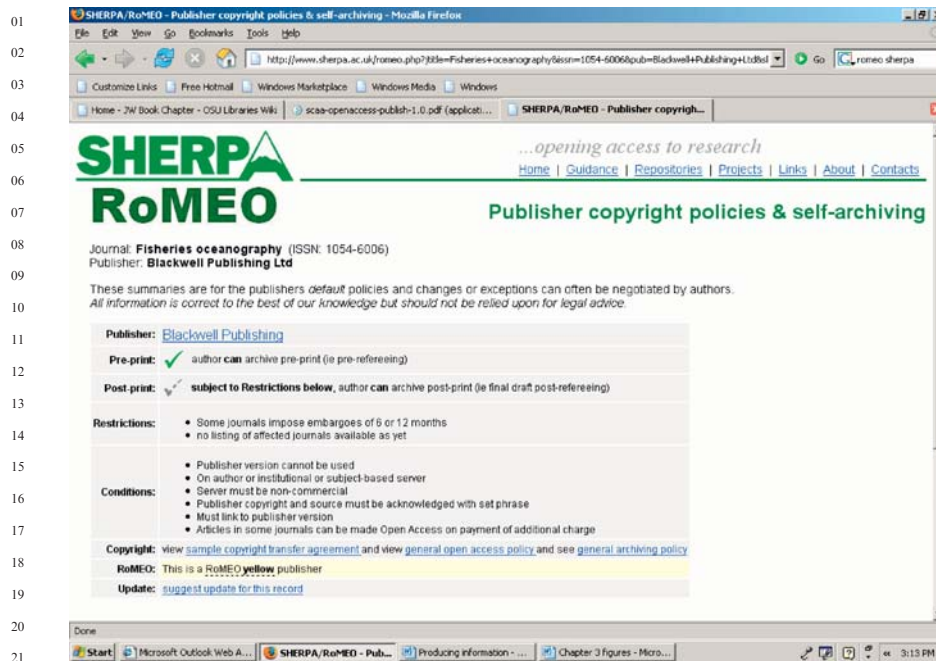 01
02
03
04
05
06
07
08
09
10
11
12
13
14
15
16
17
18
19
20
21
SHERPA/RoMEO - Publisher copyright policies & self-archiving - Mozilla Firefox
File Edit View Go Bookmarks Tools Help
http://www.sherpa.ac.uk/romeo.php?jtitle=Fisheries+oceanography&issn=1054-6006&pub=Blackwell+Publishing+Ltd&sl Go romeo sherpa
Customize Links Free Hotmail Windows Marketplace Windows Media Windows
Home - JW Book Chapter - OSU Libraries Wiki scaa-openaccess-publish-1.0.pdf (applicati... SHERPA/RoMEO - Publisher copyrigh...
SHERPA
...opening access to research
Home | Guidance | Repositories | Projects | Links | About | Contacts
RoMEO
Publisher copyright policies & self-archiving
Journal: Fisheries oceanography (ISSN: 1054-6006)
Publisher: Blackwell Publishing Ltd
These summaries are for the publishers default policies and changes or exceptions can often be negotiated by authors.
All information is correct to the best of our knowledge but should not be relied upon for legal advice.
Publisher: Blackwell Publishing
Pre-print: author can archive pre-print (ie pre-refereeing)
Post-print: subject to Restrictions below, author can archive post-print (ie final draft post-refereeing)
Restrictions:
• Some journals impose embargoes of 6 or 12 months
• no listing of affected journals available as yet
Conditions:
• Publisher version cannot be used
• On author or institutional or subject-based server
• Server must be non-commercial
• Publisher copyright and source must be acknowledged with set phrase
• Must link to publisher version
• Articles in some journals can be made Open Access on payment of additional charge
Copyright: view sample copyright transfer agreement and view general open access policy and see general archiving policy
RoMEO: This is a RoMEO yellow publisher
Update: suggest update for this record
Done
Start Microsoft Outlook Web A... SHERPA/RoMEO - Pub... Producing information - ... Chapter 3 figures - Micro... 3:13 PM